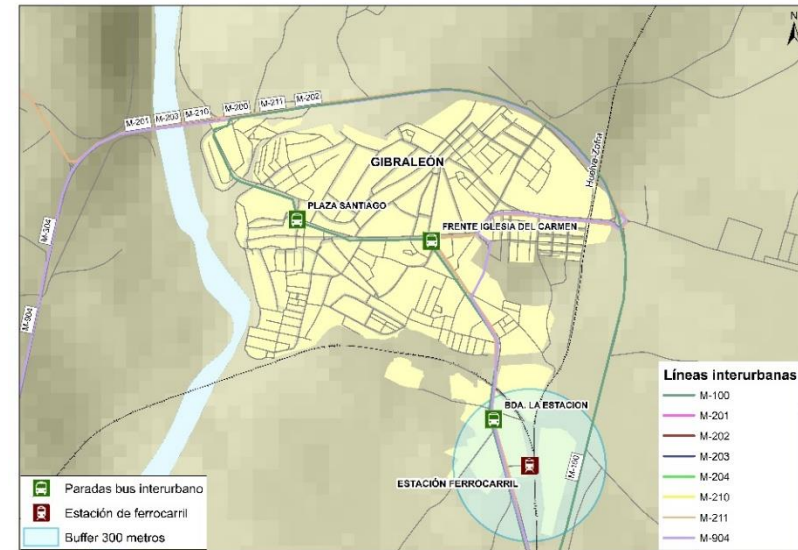 N
M-201 M-203 M-210 M-200 M-211 M-202
GIBRALEÓN
Huelva-Zafra
PLAZA SANTIAGO
FRENTE IGLESIA DEL CARMEN
M-304
M-904
BDA. LA ESTACION
ESTACIÓN FERROCARRIL
M-100
Líneas interurbanas
M-100
M-201
M-202
M-203
M-204
M-210
M-211
M-904
Paradas bus interurbano
Estación de ferrocarril
Buffer 300 metros